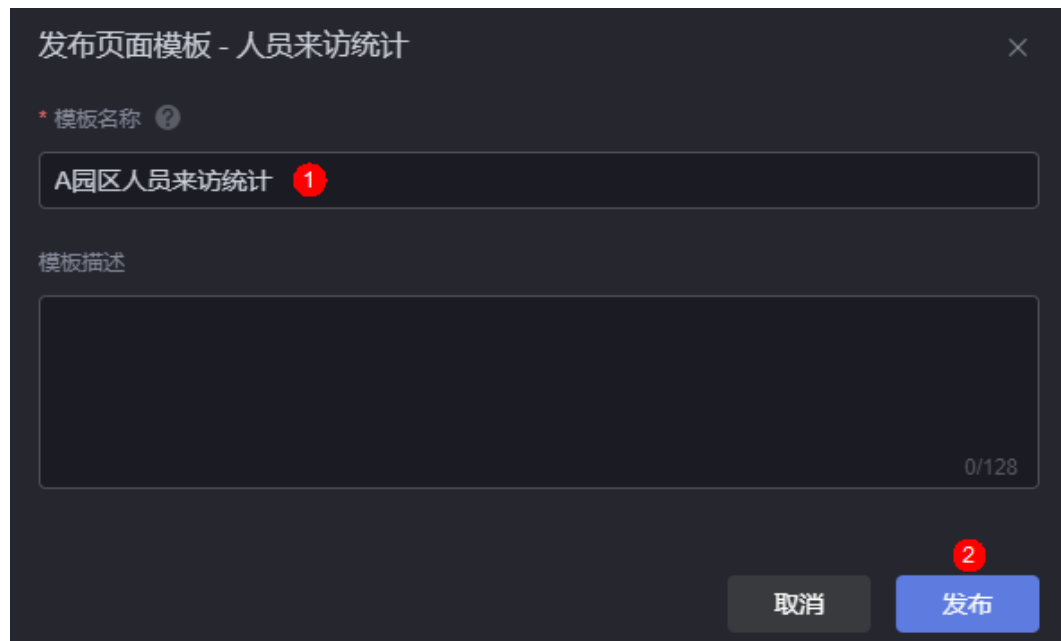 发布页面模板 - 人员来访统计
* 模板名称 ?
A园区人员来访统计 1
模板描述
0/128
2
取消 发布